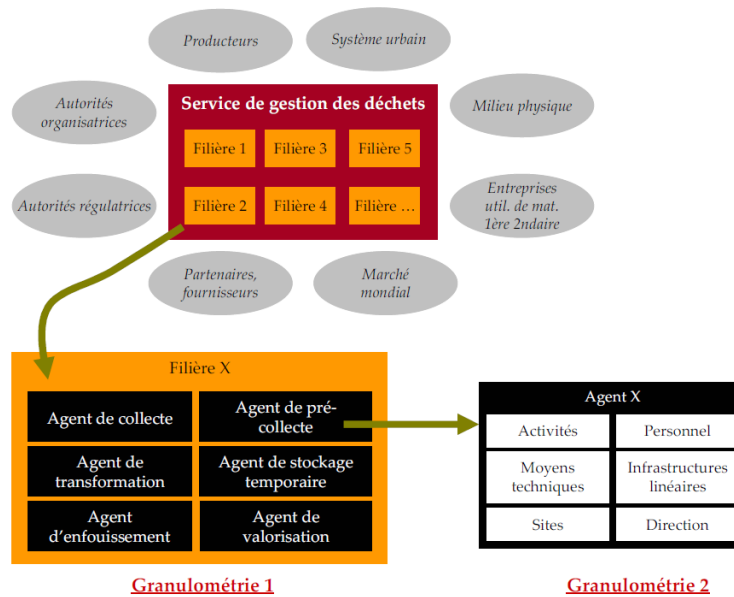 Producteurs
Système urbain
Autorités
organisatrices
Service de gestion des déchets
Milieu physique
Filière 1
Filière 3
Filière 5
Autorités régulatrices
Filière 2
Filière 4
Filière ...
Entreprises
util. de mat.
1ère 2ndaire
Partenaires,
fournisseurs
Marché
mondial
Filière X
Agent de collecte
Agent de pré-
collecte
Agent de
transformation
Agent de stockage
temporaire
Agent
d'enfouissement
Agent de
valorisation
Agent X
Activités
Personnel
Moyens
techniques
Infrastructures
linéaires
Sites
Direction
Granulométrie 1
Granulométrie 2